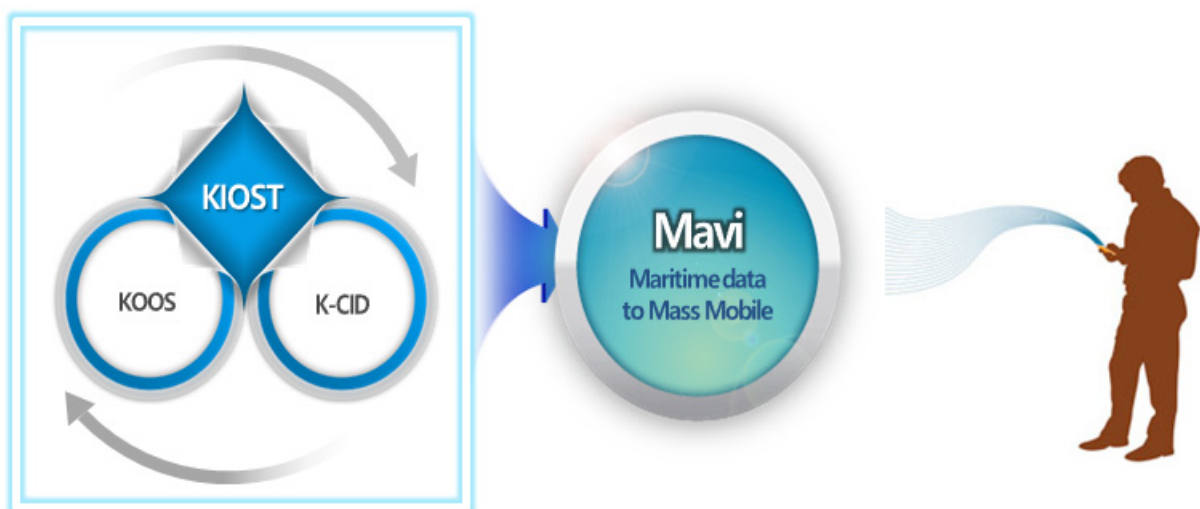 KIOST
KOOS
K-CID
Mavi
Maritime data
to Mass Mobile